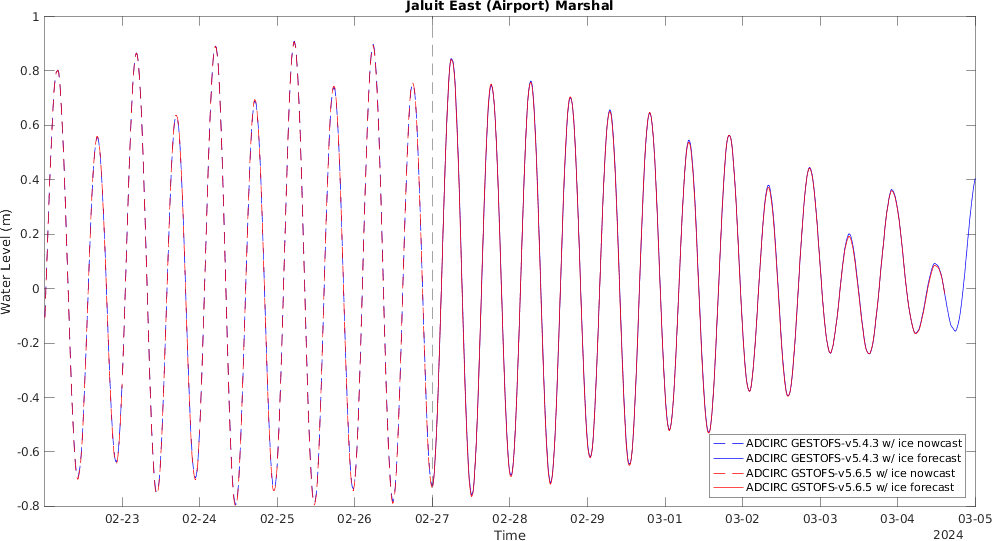 Jaluit East (Airport) Marshal
Water Level (m)
1
0.8
0.6
0.4
0.2
0
-0.2
-0.4
-0.6
-0.8
ADCIRC GESTOFS-v5.4.3 w/ ice nowcast
ADCIRC GESTOFS-v5.4.3 w/ ice forecast
ADCIRC GSTOFS-v5.6.5 w/ ice nowcast
ADCIRC GSTOFS-v5.6.5 w/ ice forecast
02-23 02-24 02-25 02-26 02-27 02-28 02-29 03-01 03-02 03-03 03-04 03-05
Time
2024